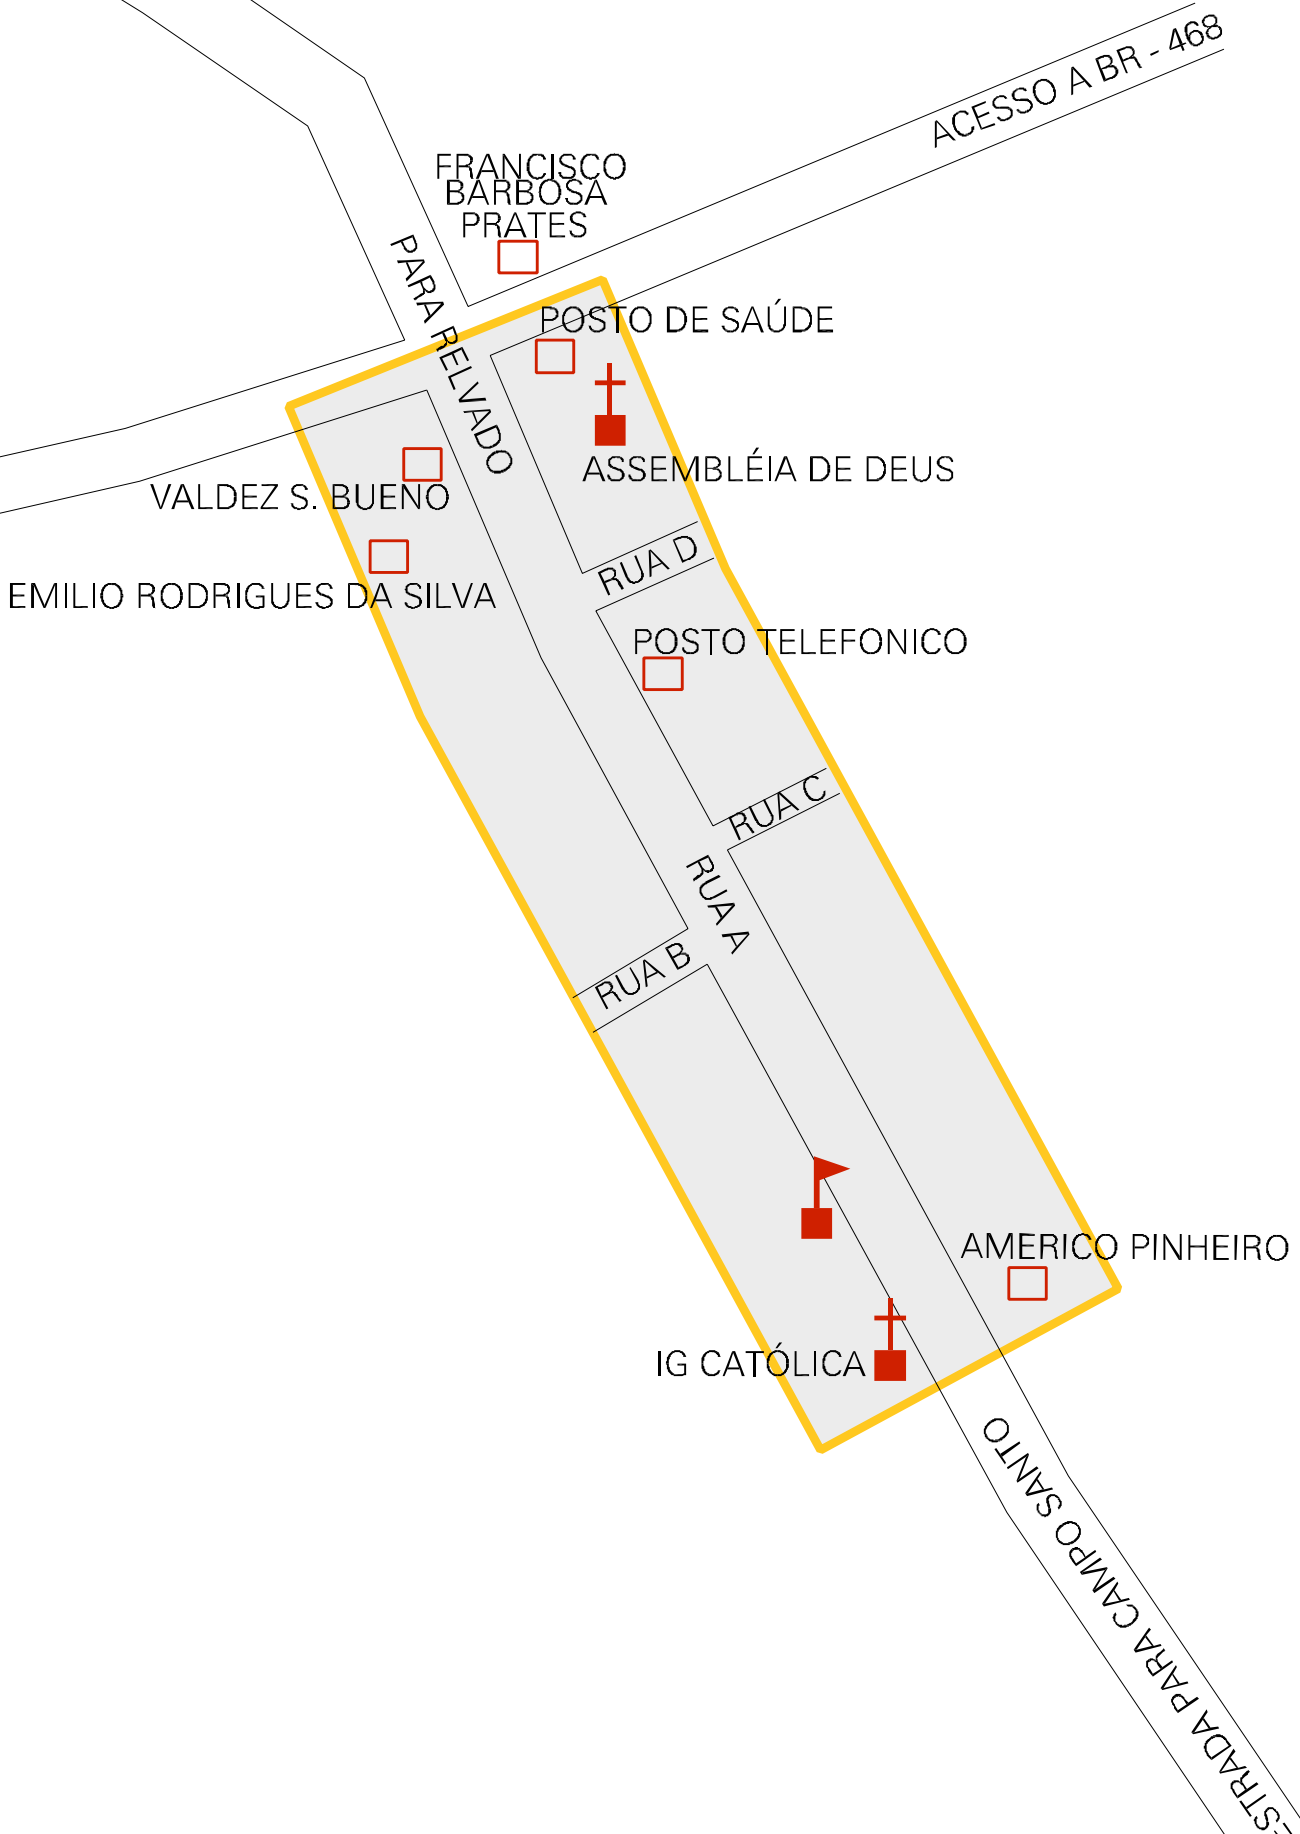 ACESSO A BR - 468
FRANCISCO
BARBOSA
PRATES
PARA RELVADO
POSTO DE SAÚDE
ASSEMBLÉIA DE DEUS
VALDEZ S. BUENO
RUA D
EMILIO RODRIGUES DA SILVA
POSTO TELEFONICO
RUA C
RUA A
RUA B
AMERICO PINHEIRO
IG CATÓLICA
ESTRADA PARA CAMPO SANTO